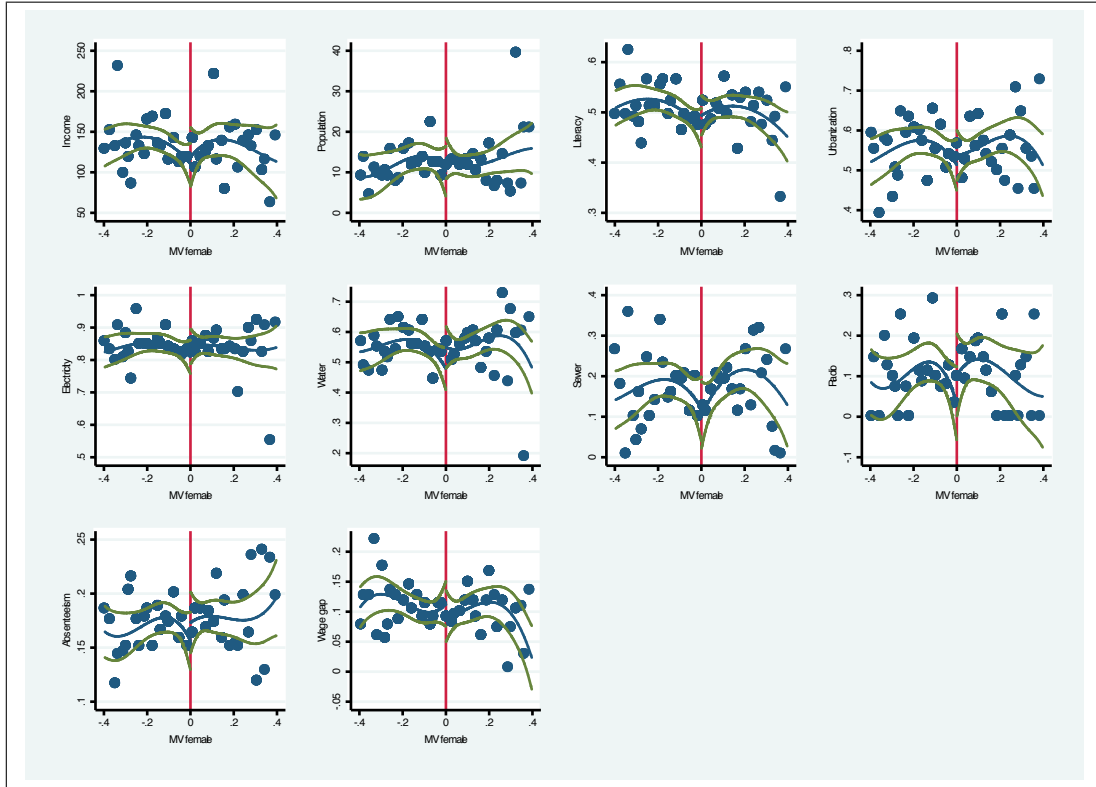 Income
250
200
150
100
50
-.4 -.2 0 .2 .4
MV female
Population
40
30
20
10
0
-.4 -.2 0 .2 .4
MV female
Literacy
.6
.5
.4
.3
-.4 -.2 0 .2 .4
MV female
Urbanization
.8
.7
.6
.5
.4
-.4 -.2 0 .2 .4
MV female
Electricity
1
.9
.8
.7
.6
.5
-.4 -.2 0 .2 .4
MV female
Water
.7
.6
.5
.4
.3
.2
-.4 -.2 0 .2 .4
MV female
Sewer
.4
.3
.2
.1
0
-.4 -.2 0 .2 .4
MV female
Radio
.3
.2
.1
0
-.1
-.4 -.2 0 .2 .4
MV female
Absenteeism
.25
.2
.15
.1
-.4 -.2 0 .2 .4
MV female
Wage gap
.2
.15
.1
.05
0
-.05
-.4 -.2 0 .2 .4
MV female